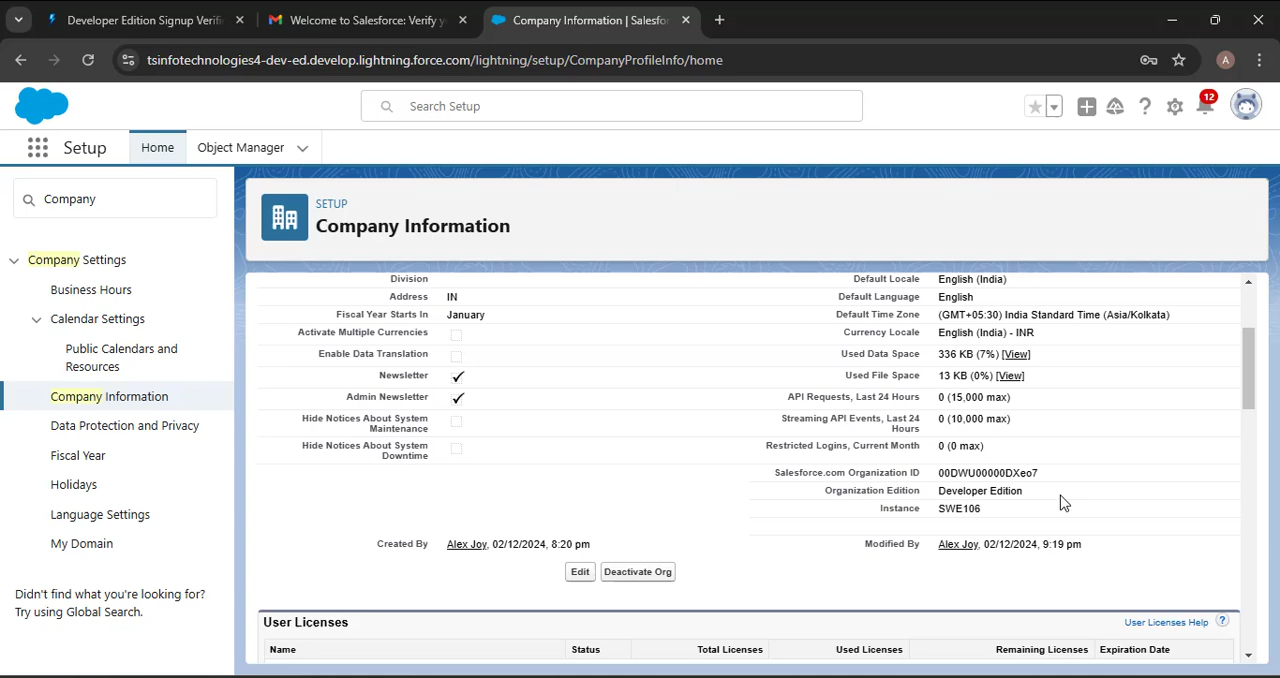 Developer Edition Signup Verifi
Welcome to Salesforce: Verify y
Company Information | Salesfor
tsinfotechnologies4-dev-ed.develop.lightning.force.com/lightning/setup/CompanyProfileInfo/home
A
Search Setup
12
Setup
Home
Object Manager
Company
Company Settings
Business Hours
Calendar Settings
Public Calendars and
Resources
Company Information
Data Protection and Privacy
Fiscal Year
Holidays
Language Settings
My Domain
Didn't find what you're looking for?
Try using Global Search.
SETUP
Company Information
Division
Default Locale English (India)
Address IN
Default Language English
Fiscal Year Starts In January
Default Time Zone (GMT+05:30) India Standard Time (Asia/Kolkata)
Activate Multiple Currencies
Currency Locale English (India) - INR
Enable Data Translation
Used Data Space 336 KB (7%) [View]
Newsletter
Used File Space 13 KB (0%) [View]
Admin Newsletter
API Requests, Last 24 Hours 0 (15,000 max)
Hide Notices About System
Maintenance
Streaming API Events, Last 24
Hours
0 (10,000 max)
Hide Notices About System
Downtime
Restricted Logins, Current Month 0 (0 max)
Salesforce.com Organization ID 00DWU00000DXeo7
Organization Edition Developer Edition
Instance SWE106
Created By Alex Joy, 02/12/2024, 8:20 pm
Modified By Alex Joy, 02/12/2024, 9:19 pm
Edit
Deactivate Org
User Licenses
User Licenses Help ?
Name Status Total Licenses Used Licenses Remaining Licenses Expiration Date